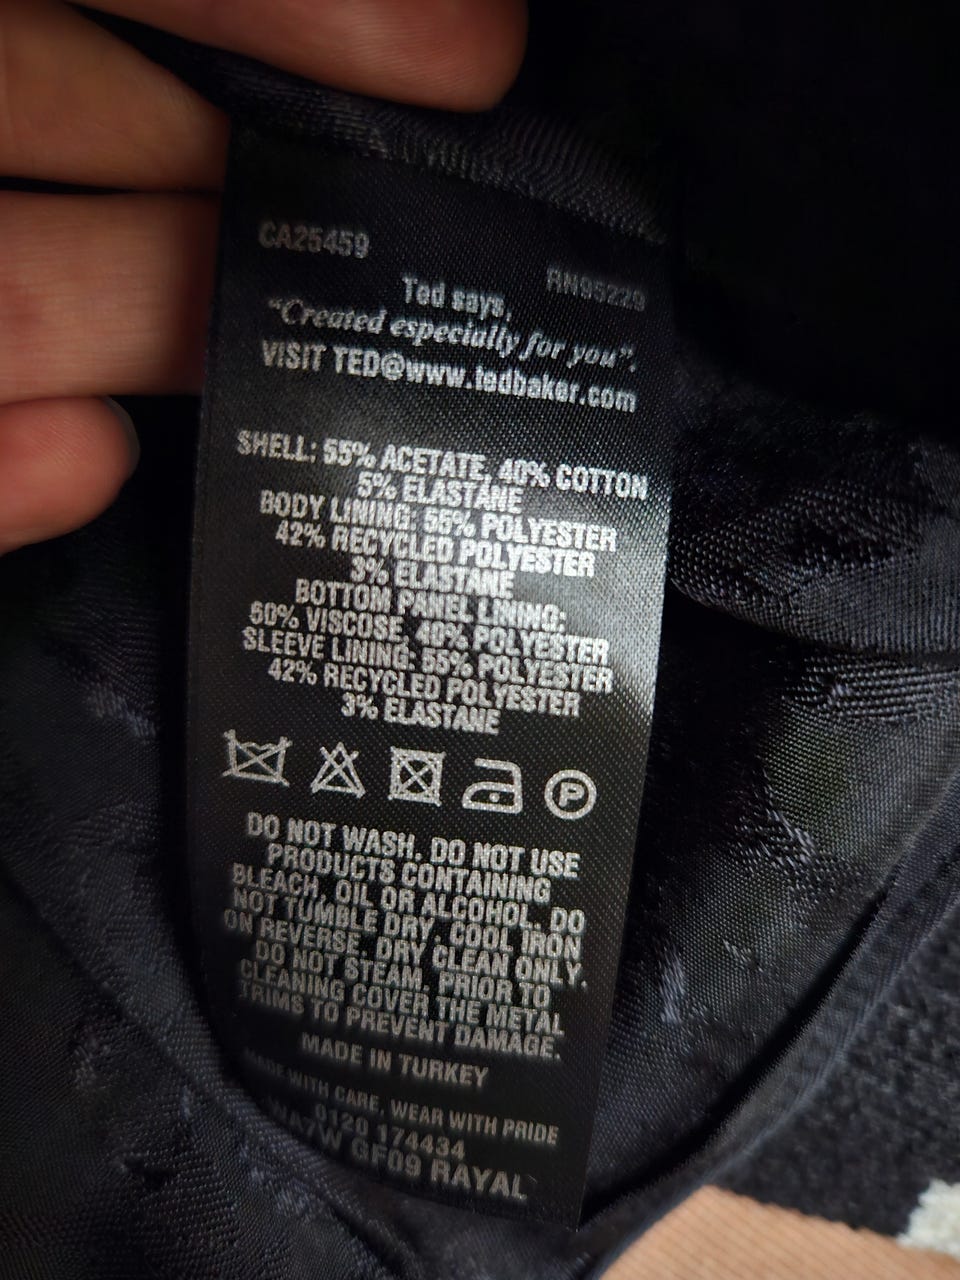 CA25459
RN95229
Ted says,
“Created especially for you”.
VISIT TED@www.tedbaker.com
SHELL: 55% ACETATE, 40% COTTON
5% ELASTANE
BODY LINING: 55% POLYESTER
42% RECYCLED POLYESTER
3% ELASTANE
BOTTOM PANEL LINING:
60% VISCOSE, 40% POLYESTER
SLEEVE LINING: 55% POLYESTER
42% RECYCLED POLYESTER
3% ELASTANE
P
DO NOT WASH. DO NOT USE
PRODUCTS CONTAINING
BLEACH, OIL OR ALCOHOL. DO
NOT TUMBLE DRY. COOL IRON
ON REVERSE. DRY CLEAN ONLY.
DO NOT STEAM. PRIOR TO
CLEANING COVER THE METAL
TRIMS TO PREVENT DAMAGE.
MADE IN TURKEY
WITH CARE, WEAR WITH PRIDE
0120 174434
GF09 RAYAL